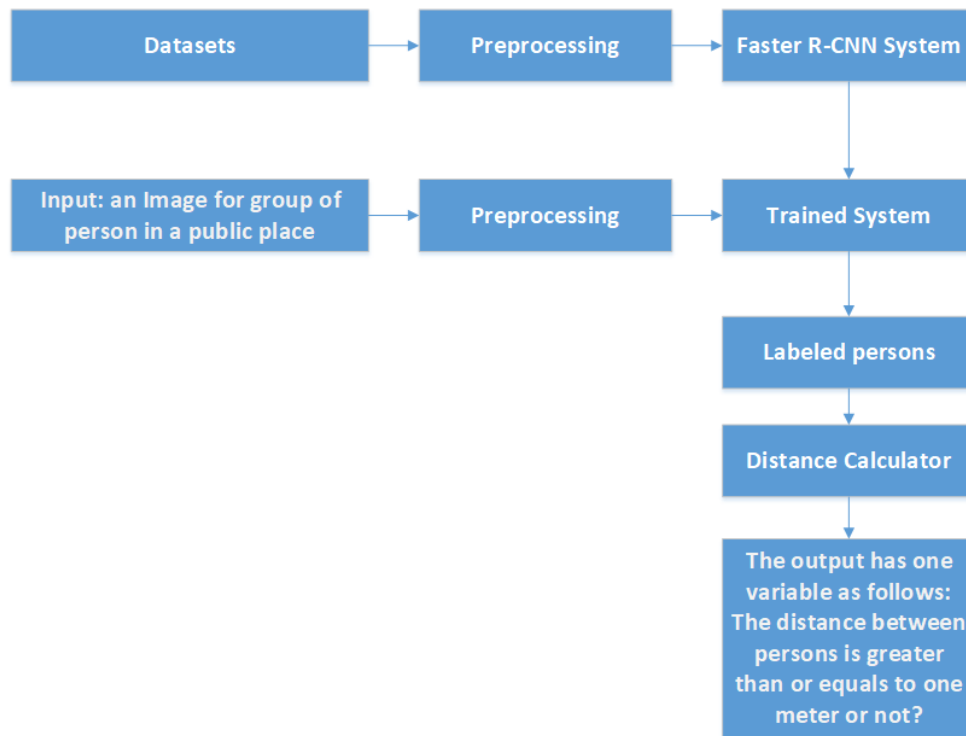 Datasets
Preprocessing
Faster R-CNN System
Input: an Image for group of
person in a public place
Preprocessing
Trained System
Labeled persons
Distance Calculator
The output has one
variable as follows:
The distance between
persons is greater
than or equals to one
meter or not?